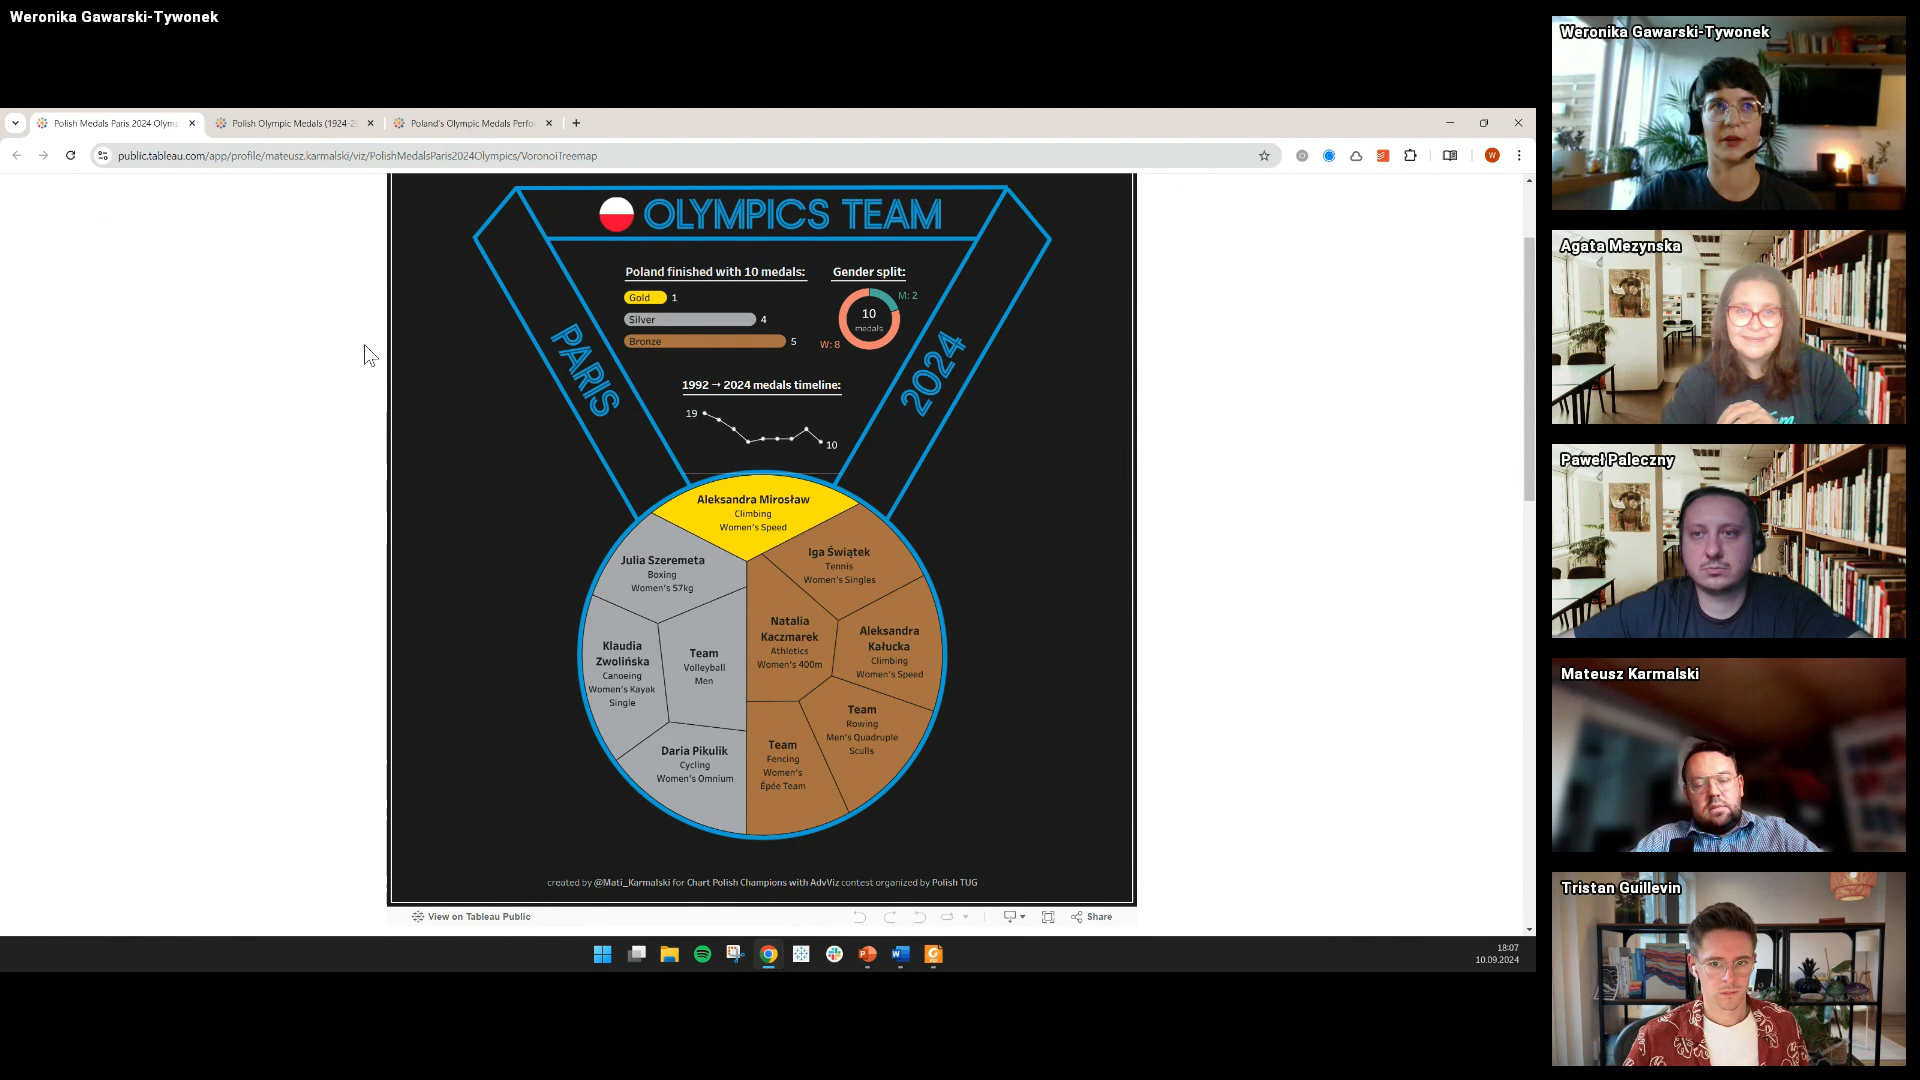 Weronika Gawarski-Tywonek
Polish Medals Paris 2024 Olymp
Polish Olympic Medals (1924-2
Poland's Olympic Medals Perfo
public.tableau.com/app/profile/mateusz.karmalski/viz/PolishMedalsParis2024Olympics/VoronoiTreemap
W
OLYMPICS TEAM
PARIS
2024
Poland finished with 10 medals:
Gold 1
Silver 4
Bronze 5
Gender split:
M: 2
10
medals
W: 8
1992 → 2024 medals timeline:
19
10
Aleksandra Mirosław
Climbing
Women's Speed
Julia Szeremeta
Boxing
Women's 57kg
Iga Świątek
Tennis
Women's Singles
Klaudia
Zwolińska
Canoeing
Women's Kayak
Single
Team
Volleyball
Men
Natalia
Kaczmarek
Athletics
Women's 400m
Aleksandra
Kałucka
Climbing
Women's Speed
Daria Pikulik
Cycling
Women's Omnium
Team
Fencing
Women's
Épée Team
Team
Rowing
Men's Quadruple
Sculls
created by @Mati_Karmalski for Chart Polish Champions with AdvViz contest organized by Polish TUG
View on Tableau Public
Share
18:07
10.09.2024
Weronika Gawarski-Tywonek
Agata Mezynska
Paweł Paleczny
Mateusz Karmalski
Tristan Guillevin